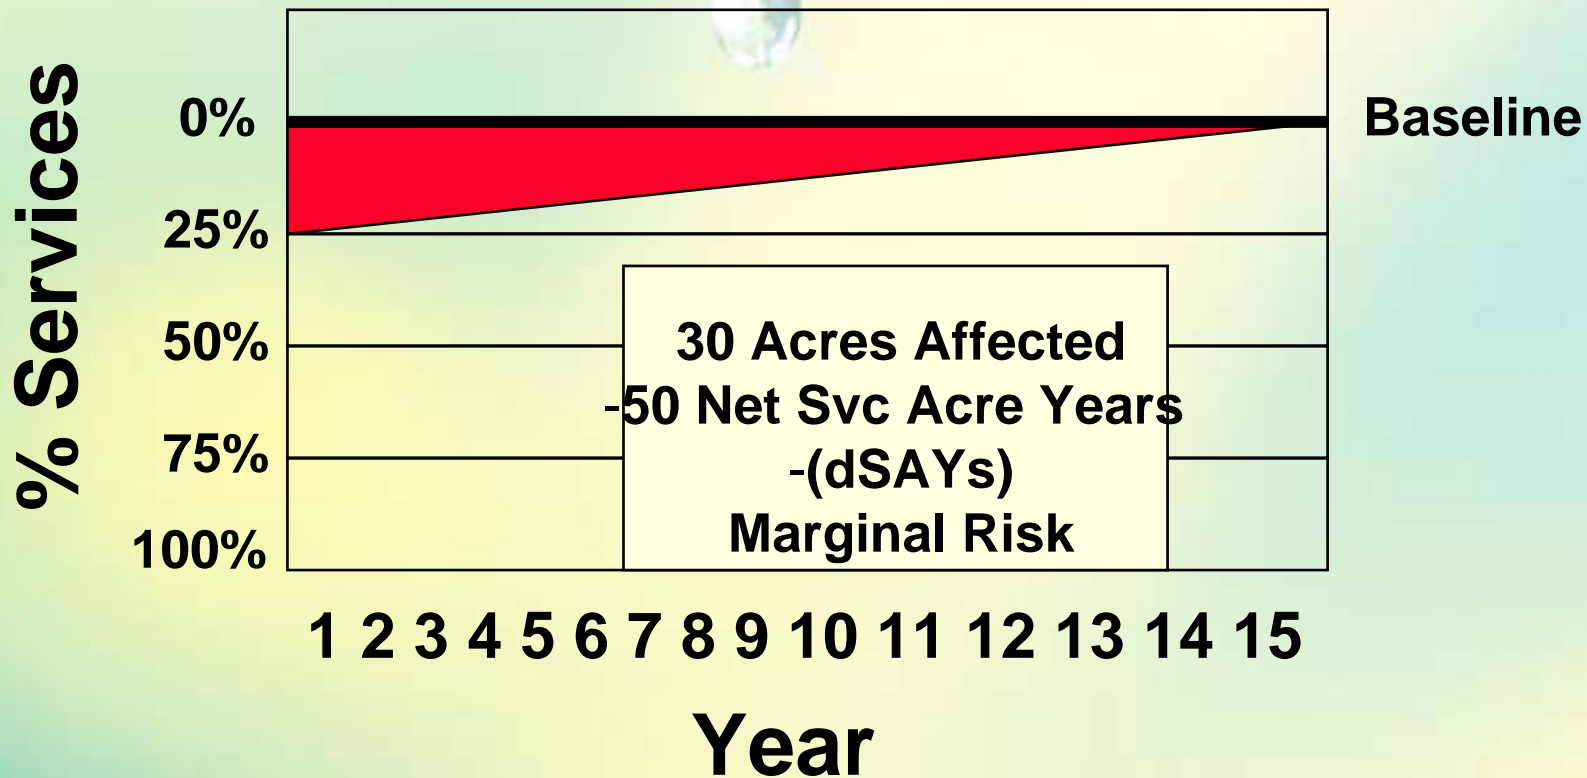 % Services
0%
25%
50%
75%
100%
Baseline
30 Acres Affected
-50 Net Svc Acre Years
-(dSAYs)
Marginal Risk
1 2 3 4 5 6 7 8 9 10 11 12 13 14 15
Year